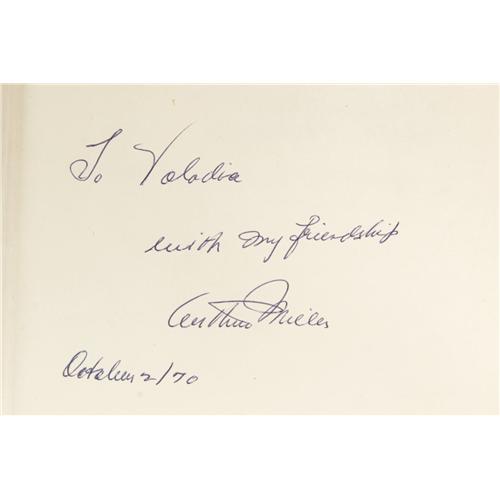 To Volodia
with my friendship
Arthur Miller
October 2/70